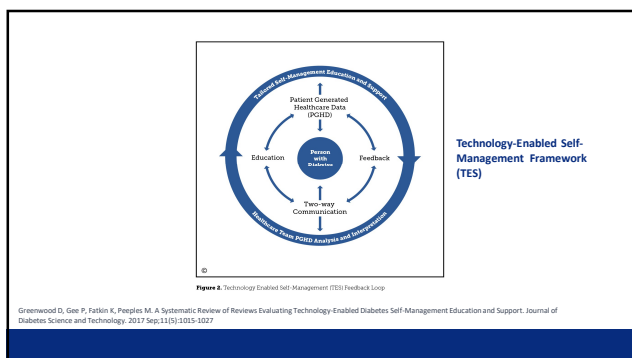 Tailored Self-Management Education and Support
Patient Generated
Healthcare Data
(PGHD)
Education
Person
with
Diabetes
Feedback
Two-way
Communication
Healthcare Team PGHD Analysis and Interpretation
©
Figure 2. Technology Enabled Self-Management (TES) Feedback Loop
Technology-Enabled Self-
Management Framework
(TES)
Greenwood D, Gee P, Fatkin K, Peeples M. A Systematic Review of Reviews Evaluating Technology-Enabled Diabetes Self-Management Education and Support. Journal of
Diabetes Science and Technology. 2017 Sep;11(5):1015-1027